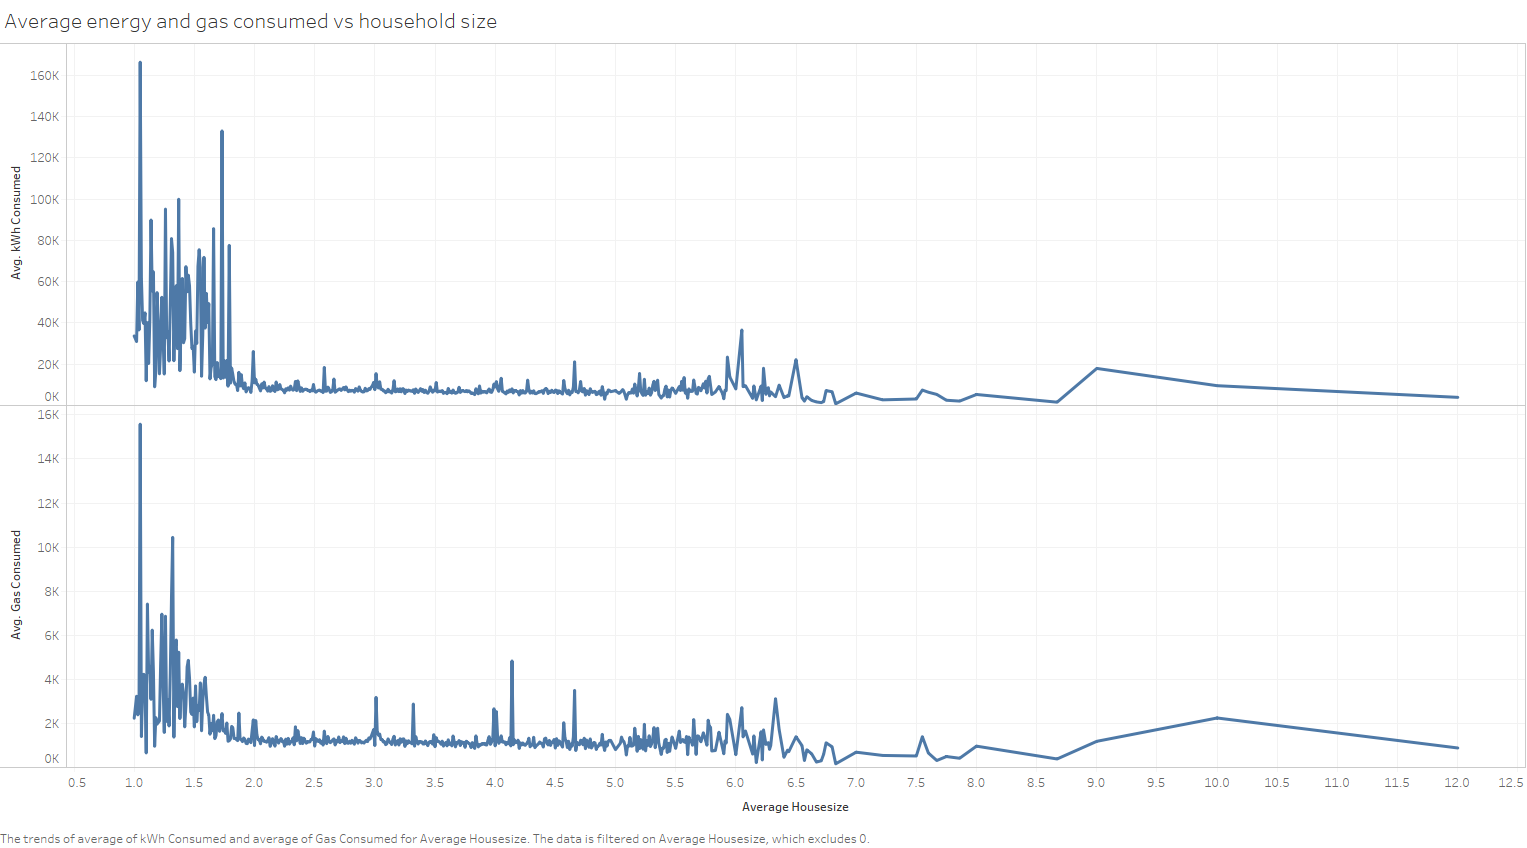 Average energy and gas consumed vs household size
160K
140K
120K
100K
80K
60K
40K
20K
0K
Avg. kWh Consumed
16K
14K
12K
10K
8K
6K
4K
2K
0K
Avg. Gas Consumed
0.5 1.0 1.5 2.0 2.5 3.0 3.5 4.0 4.5 5.0 5.5 6.0 6.5 7.0 7.5 8.0 8.5 9.0 9.5 10.0 10.5 11.0 11.5 12.0 12.5
Average Housesize
The trends of average of kWh Consumed and average of Gas Consumed for Average Housesize. The data is filtered on Average Housesize, which excludes 0.